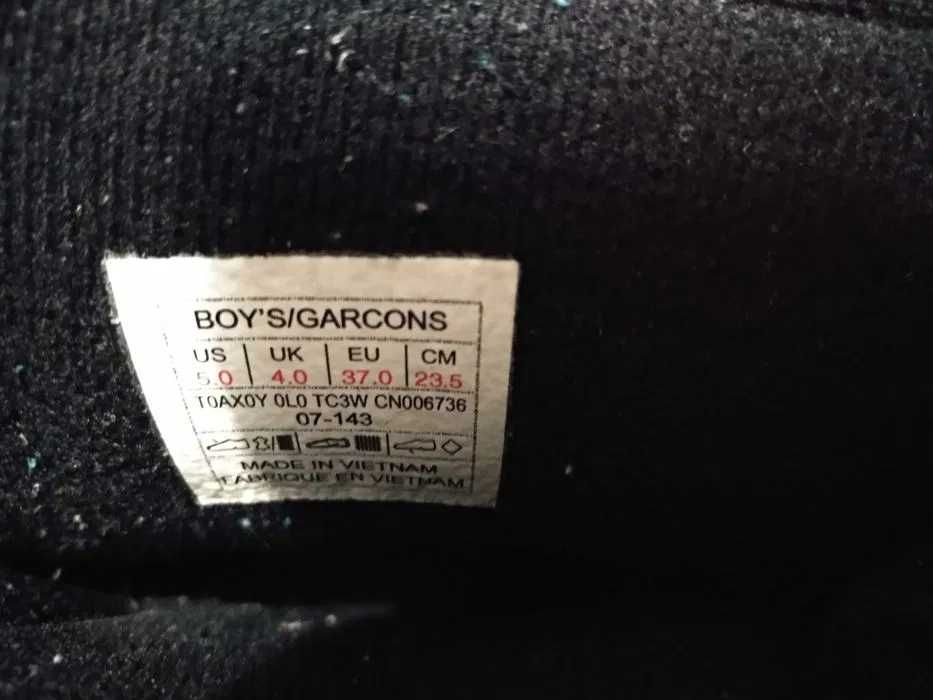 BOY'S/GARCONS
US UK EU CM
5.0 4.0 37.0 23.5
T0AX0Y 0L0 TC3W CN006736
07-143
MADE IN VIETNAM
FABRIQUE EN VIETNAM